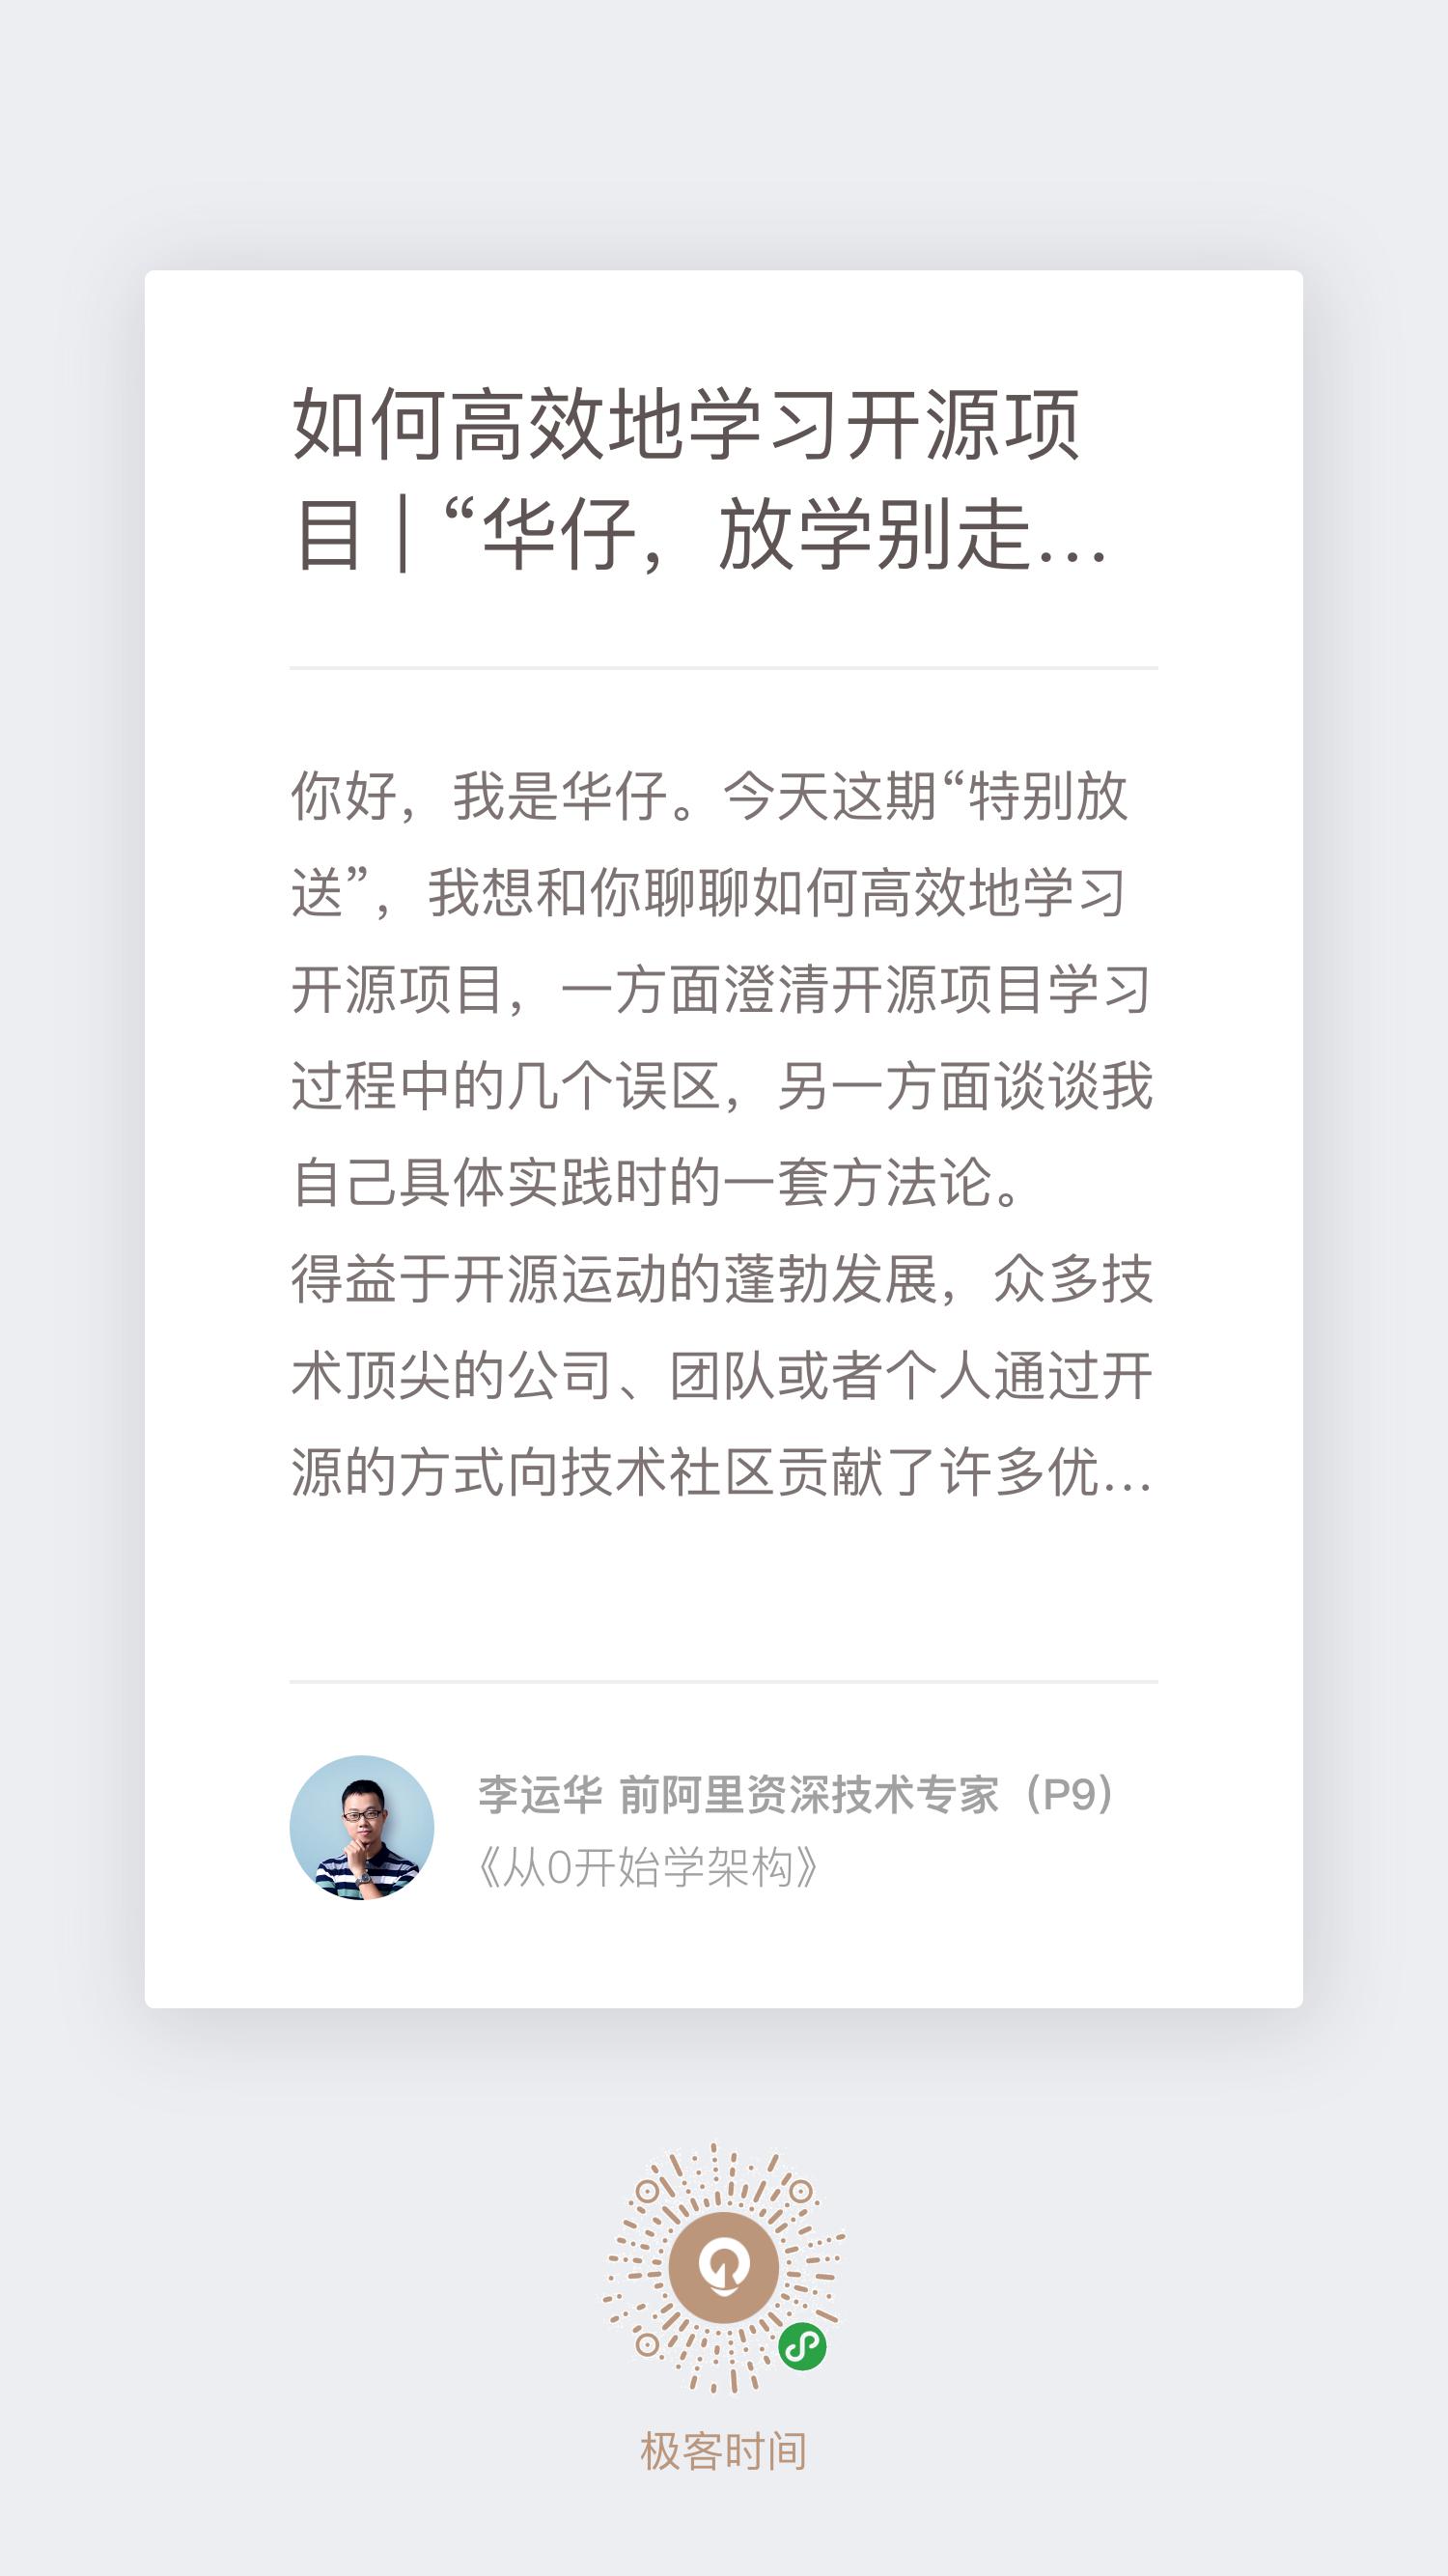 如何高效地学习开源项
目 | “华仔，放学别走...
你好，我是华仔。今天这期“特别放
送”，我想和你聊聊如何高效地学习
开源项目，一方面澄清开源项目学习
过程中的几个误区，另一方面谈谈我
自己具体实践时的一套方法论。
得益于开源运动的蓬勃发展，众多技
术顶尖的公司、团队或者个人通过开
源的方式向技术社区贡献了许多优...
李运华 前阿里资深技术专家（P9）
《从0开始学架构》
极客时间